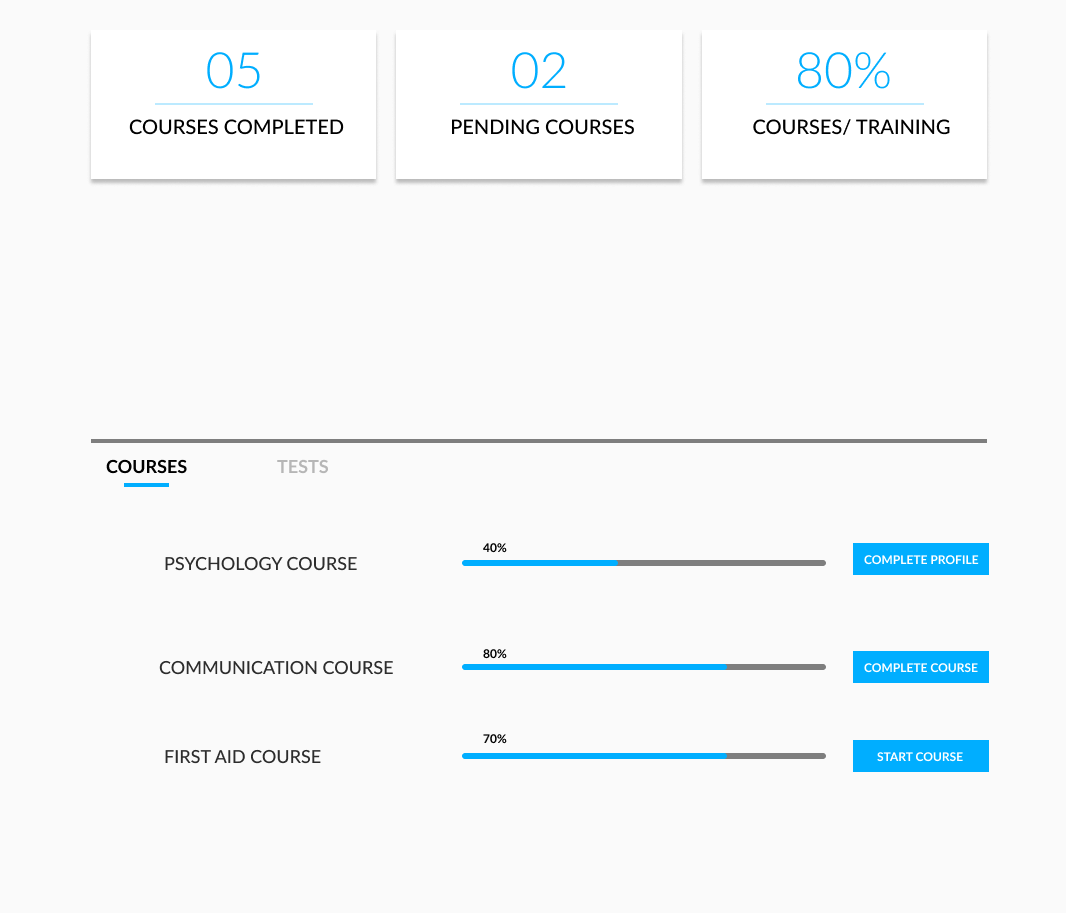 05
02
80%
COURSES COMPLETED
PENDING COURSES
COURSES/ TRAINING
COURSES
TESTS
40%
PSYCHOLOGY COURSE
COMPLETE PROFILE
80%
COMMUNICATION COURSE
COMPLETE COURSE
70%
FIRST AID COURSE
START COURSE